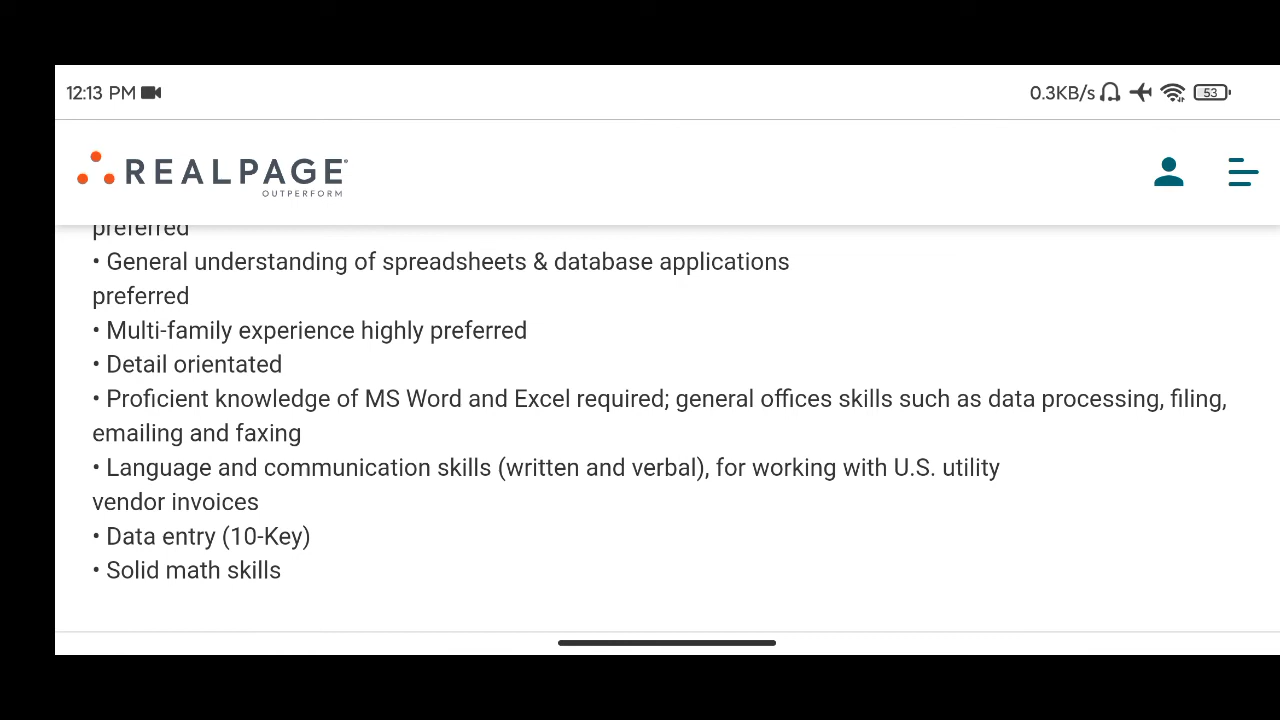 12:13 PM 0.3KB/s 53
REALPAGE
OUTPERFORM
preferred
• General understanding of spreadsheets & database applications
preferred
• Multi-family experience highly preferred
• Detail orientated
• Proficient knowledge of MS Word and Excel required; general offices skills such as data processing, filing,
emailing and faxing
• Language and communication skills (written and verbal), for working with U.S. utility
vendor invoices
• Data entry (10-Key)
• Solid math skills